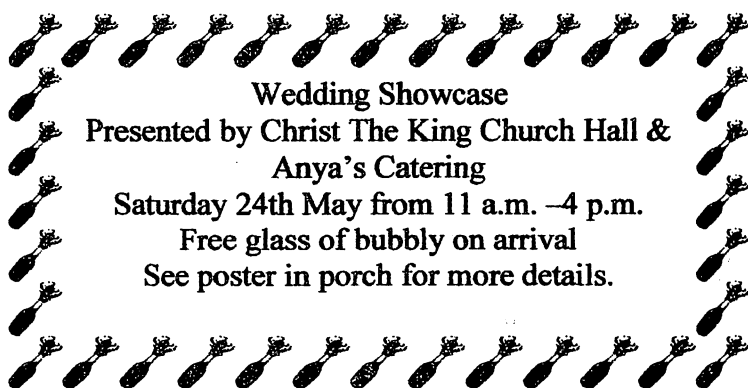 Wedding Showcase
Presented by Christ The King Church Hall &
Anya's Catering
Saturday 24th May from 11 a.m. –4 p.m.
Free glass of bubbly on arrival
See poster in porch for more details.